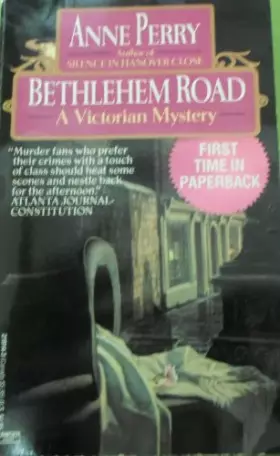 ANNE PERRY
Author of
SILENCE IN HANOVER CLOSE
BETHLEHEM ROAD
A Victorian Mystery
"Murder fans who prefer
their crimes with a touch
of class should heat some
scones and nestle back
for the afternoon."
ATLANTA JOURNAL-
CONSTITUTION
FIRST
TIME IN
PAPERBACK